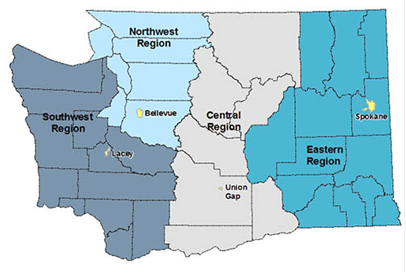 Northwest
Region
Bellevue
Southwest
Region
Lacey
Central
Region
Union
Gap
Spokane
Eastern
Region